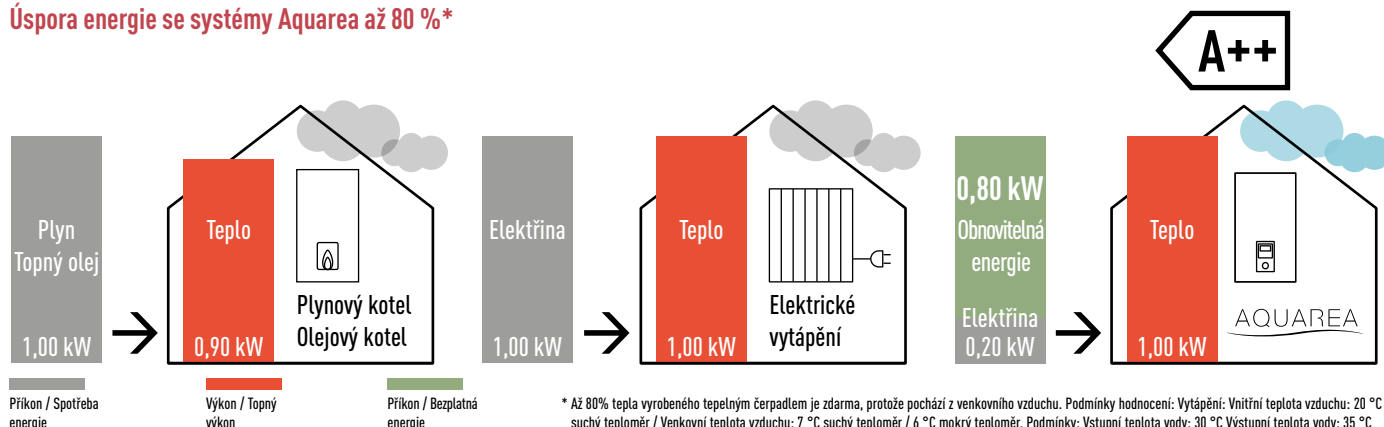 Úspora energie se systémy Aquarea až 80 %*
A++
Plyn
Topný olej
1,00 kW
Teplo
0,90 kW
Plynový kotel
Olejový kotel
Elektřina
1,00 kW
Teplo
1,00 kW
Elektrické
vytápění
0,80 kW
Obnovitelná
energie
Elektřina
0,20 kW
Teplo
1,00 kW
AQUAREA
Příkon / Spotřeba
energie
Výkon / Topný
výkon
Příkon / Bezplatná
energie
* Až 80% tepla vyrobeného tepelným čerpadlem je zdarma, protože pochází z venkovního vzduchu. Podmínky hodnocení: Vytápění: Vnitřní teplota vzduchu: 20 °C
suchý teploměr / Venkovní teplota vzduchu: 7 °C suchý teploměr / 6 °C mokrý teploměr. Podmínky: Vstupní teplota vody: 30 °C Výstupní teplota vody: 35 °C